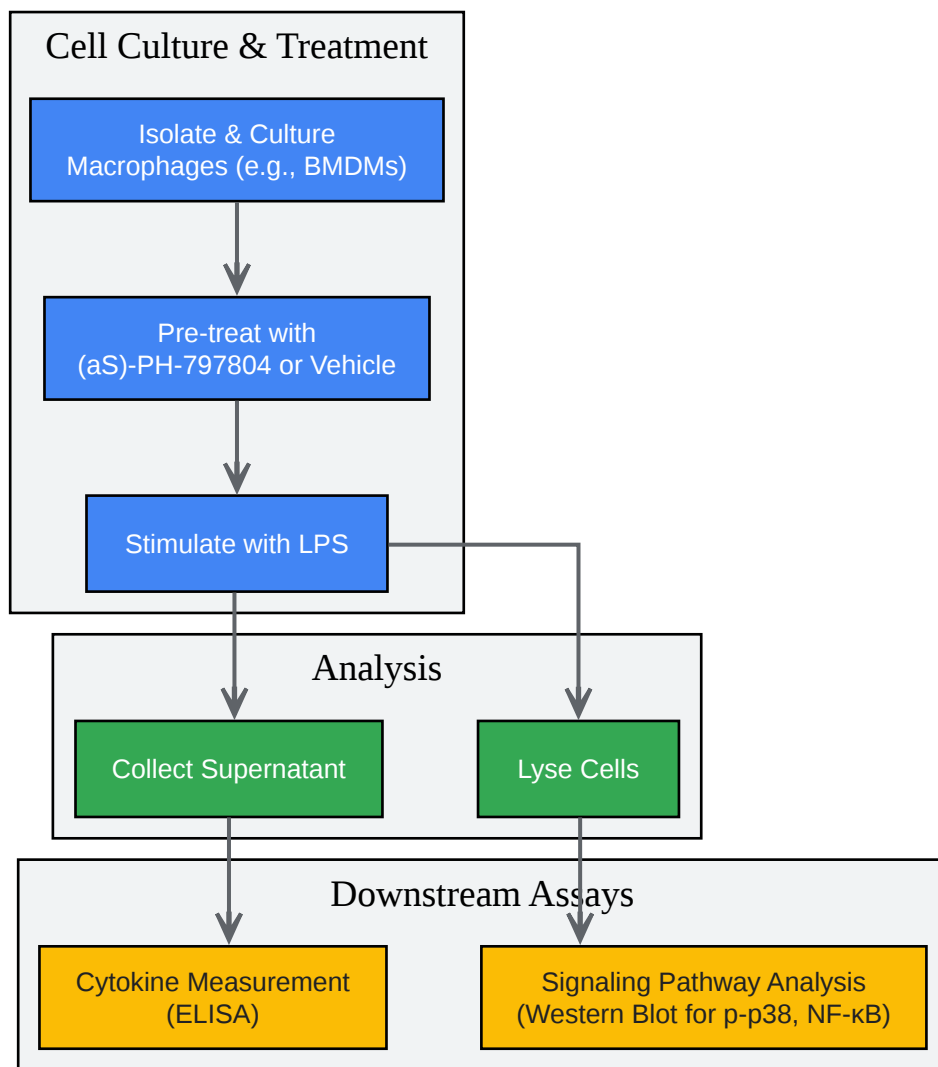 Cell Culture & Treatment
Isolate & Culture
Macrophages (e.g., BMDMs)
Pre-treat with
(aS)-PH-797804 or Vehicle
Stimulate with LPS
Analysis
Collect Supernatant
Lyse Cells
Downstream Assays
Cytokine Measurement
(ELISA)
Signaling Pathway Analysis
(Western Blot for p-p38, NF-κB)